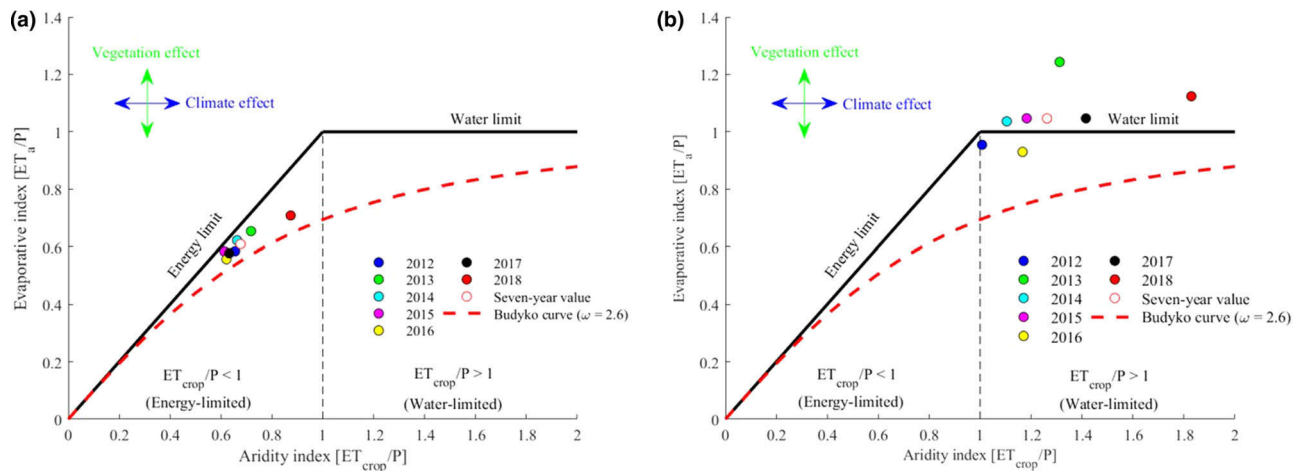 (a)
1.4
1.2
1
0.8
0.6
0.4
0.2
0
Evaporative index [ET_a/P]
Vegetation effect
Climate effect
Water limit
Energy limit
2012
2017
2013
2018
2014
Seven-year value
2015
Budyko curve (ω = 2.6)
2016
ET_crop/P < 1
(Energy-limited)
ET_crop/P > 1
(Water-limited)
0 0.2 0.4 0.6 0.8 1 1.2 1.4 1.6 1.8 2
Aridity index [ET_crop/P]
(b)
1.4
1.2
1
0.8
0.6
0.4
0.2
0
Evaporative index [ET_a/P]
Vegetation effect
Climate effect
Water limit
Energy limit
2012
2017
2013
2018
2014
Seven-year value
2015
Budyko curve (ω = 2.6)
2016
ET_crop/P < 1
(Energy-limited)
ET_crop/P > 1
(Water-limited)
0 0.2 0.4 0.6 0.8 1 1.2 1.4 1.6 1.8 2
Aridity index [ET_crop/P]